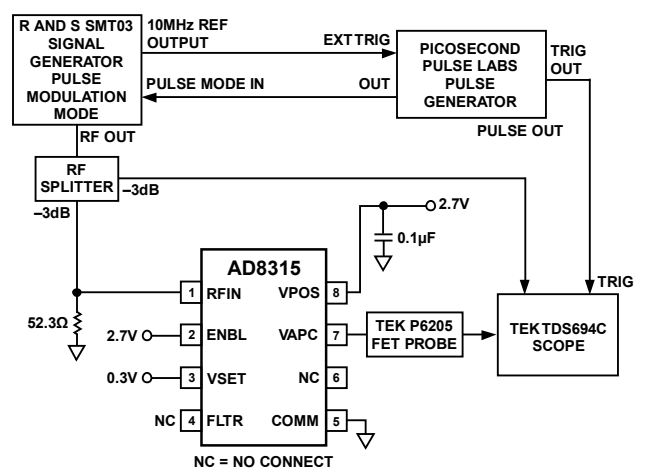 R AND S SMT03
SIGNAL
GENERATOR
PULSE
MODULATION
MODE
10MHz REF
OUTPUT
EXT TRIG
PICOSECOND
PULSE LABS
PULSE
GENERATOR
TRIG
OUT
PULSE MODE IN
OUT
PULSE OUT
RF OUT
RF
SPLITTER
–3dB
–3dB
2.7V
0.1µF
AD8315
1 RFIN
VPOS 8
52.3Ω
2.7V
2 ENBL
VAPC 7
TEK P6205
FET PROBE
TRIG
TEK TDS694C
SCOPE
0.3V
3 VSET
NC 6
NC
4 FLTR
COMM 5
NC = NO CONNECT